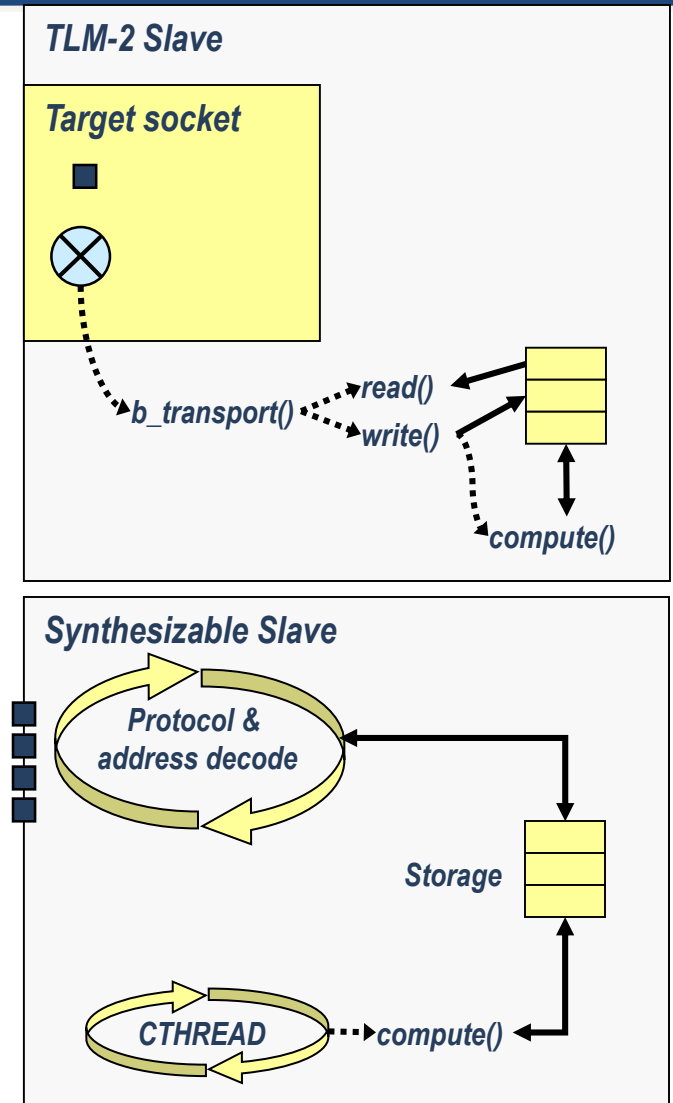 TLM-2 Slave
Target socket
read()
b_transport()
write()
compute()
Synthesizable Slave
Protocol &
address decode
Storage
CTHREAD
compute()